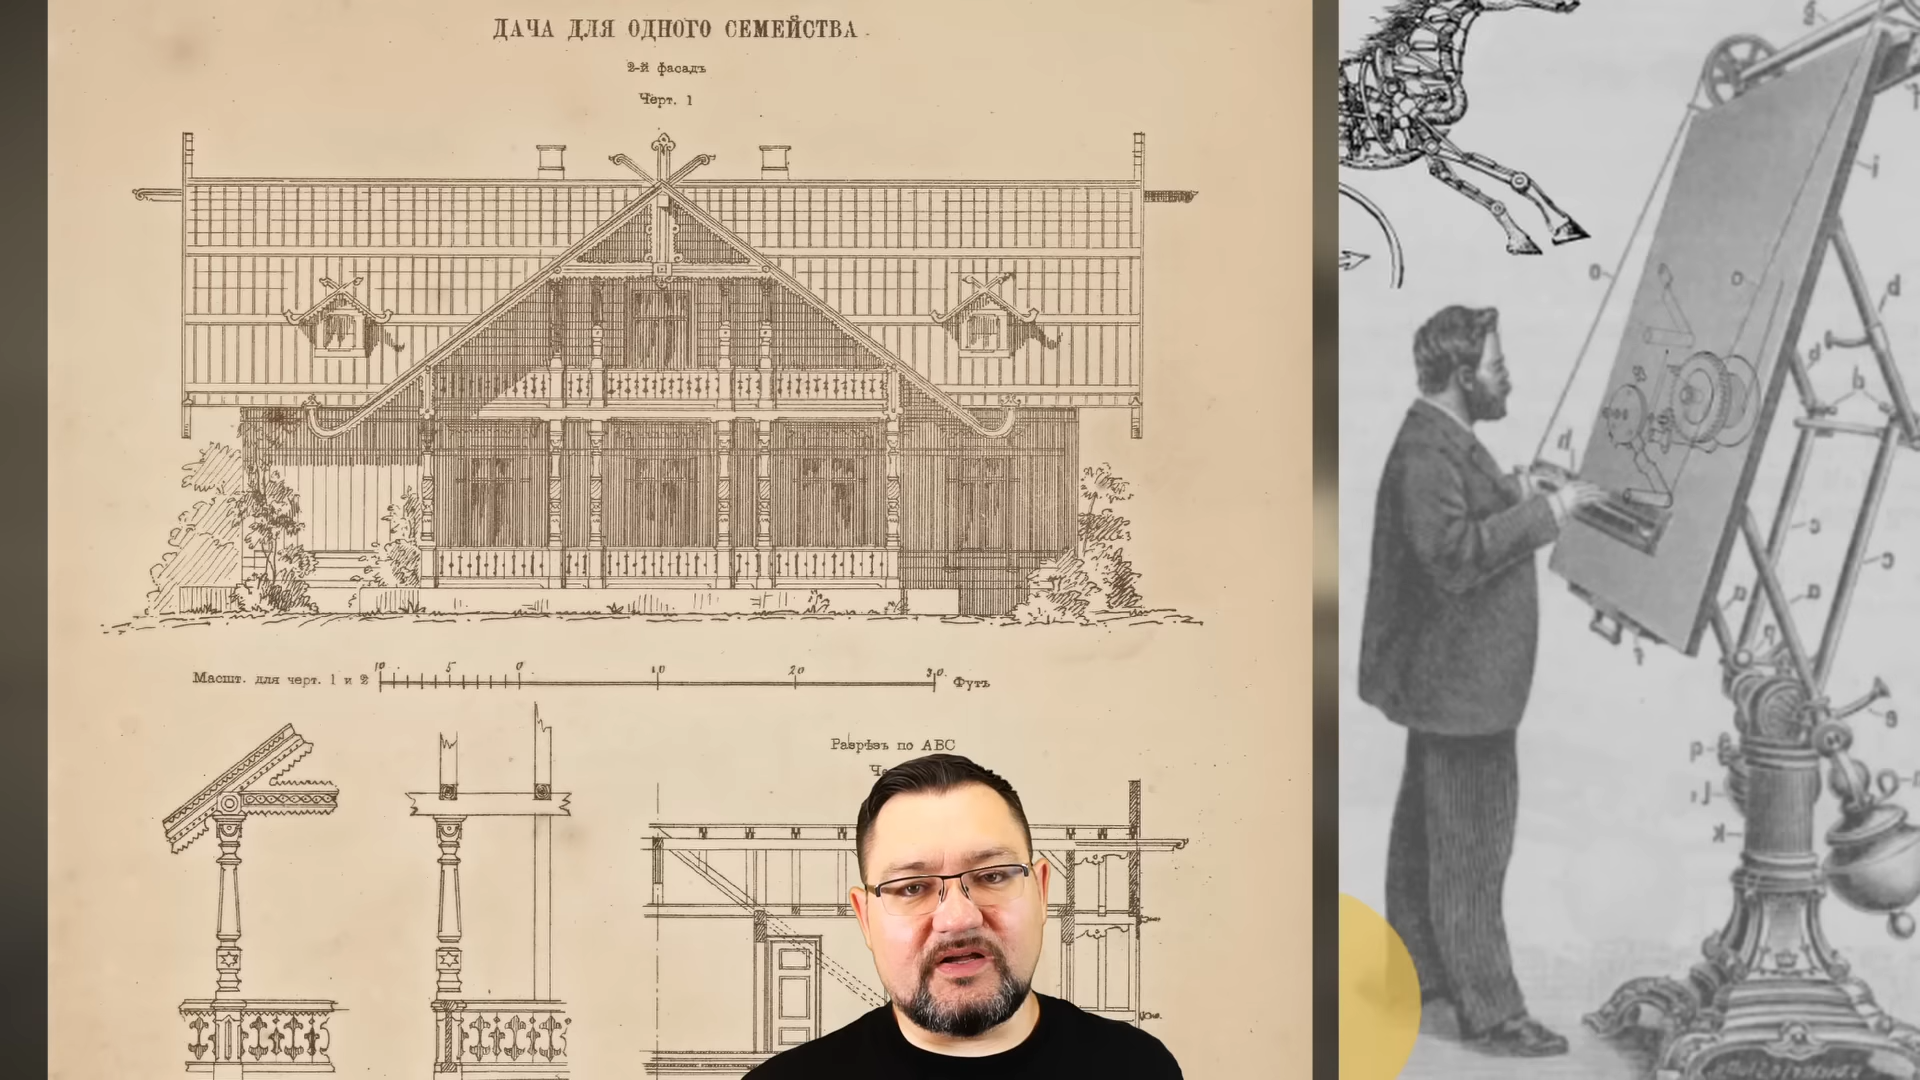 ДАЧА ДЛЯ ОДНОГО СЕМЕЙСТВА.
2-й фасадъ
Черт. 1
10 5 0 10 20 30
Масшт. для черт. 1 и 2
Футъ
Разрѣзъ по АВС